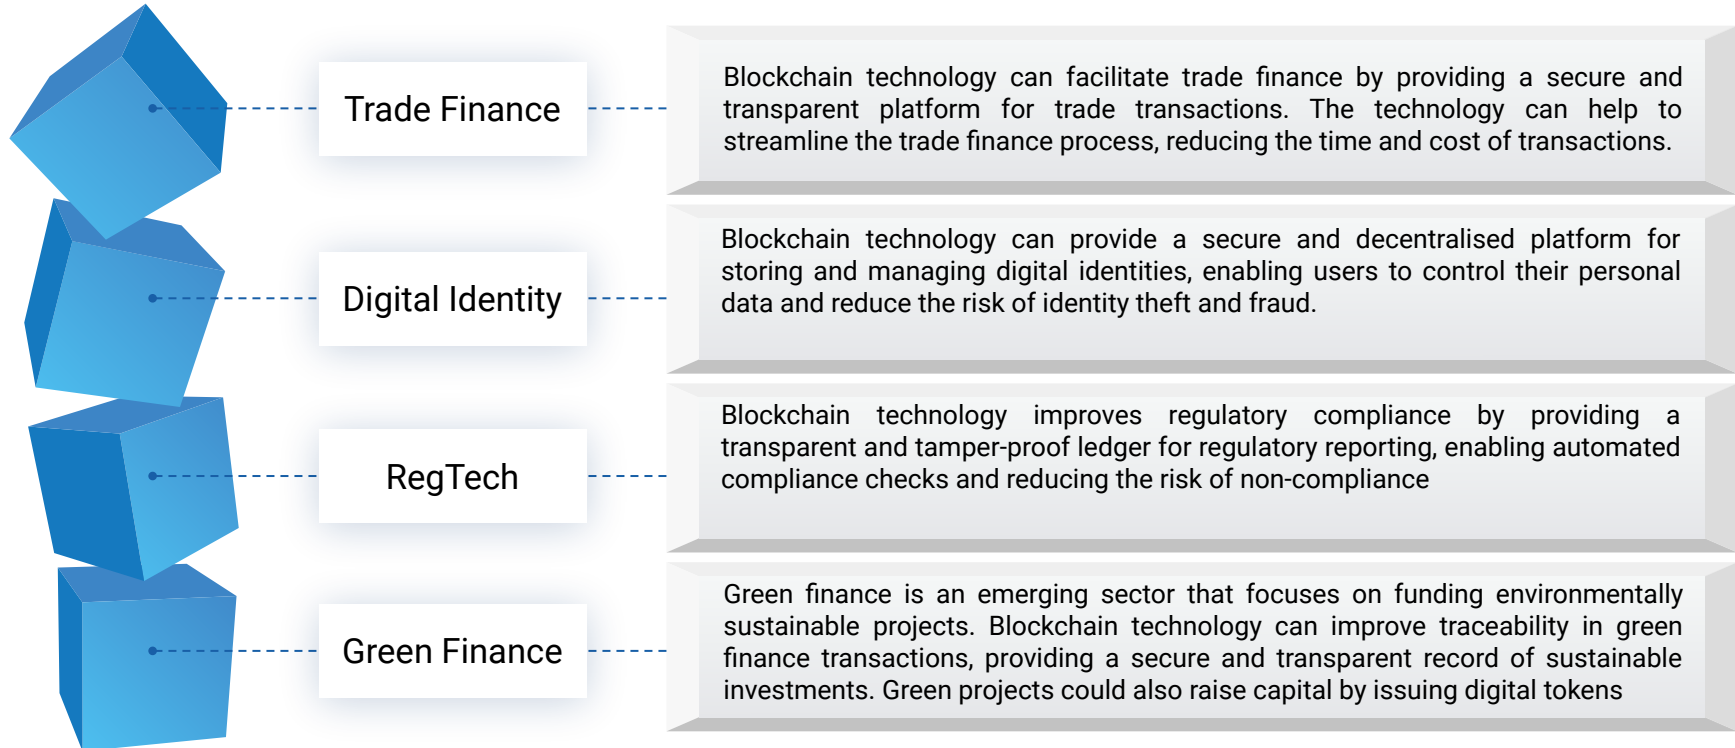 Trade Finance
Blockchain technology can facilitate trade finance by providing a secure and
transparent platform for trade transactions. The technology can help to
streamline the trade finance process, reducing the time and cost of transactions.
Digital Identity
Blockchain technology can provide a secure and decentralised platform for
storing and managing digital identities, enabling users to control their personal
data and reduce the risk of identity theft and fraud.
RegTech
Blockchain technology improves regulatory compliance by providing a
transparent and tamper-proof ledger for regulatory reporting, enabling automated
compliance checks and reducing the risk of non-compliance
Green Finance
Green finance is an emerging sector that focuses on funding environmentally
sustainable projects. Blockchain technology can improve traceability in green
finance transactions, providing a secure and transparent record of sustainable
investments. Green projects could also raise capital by issuing digital tokens